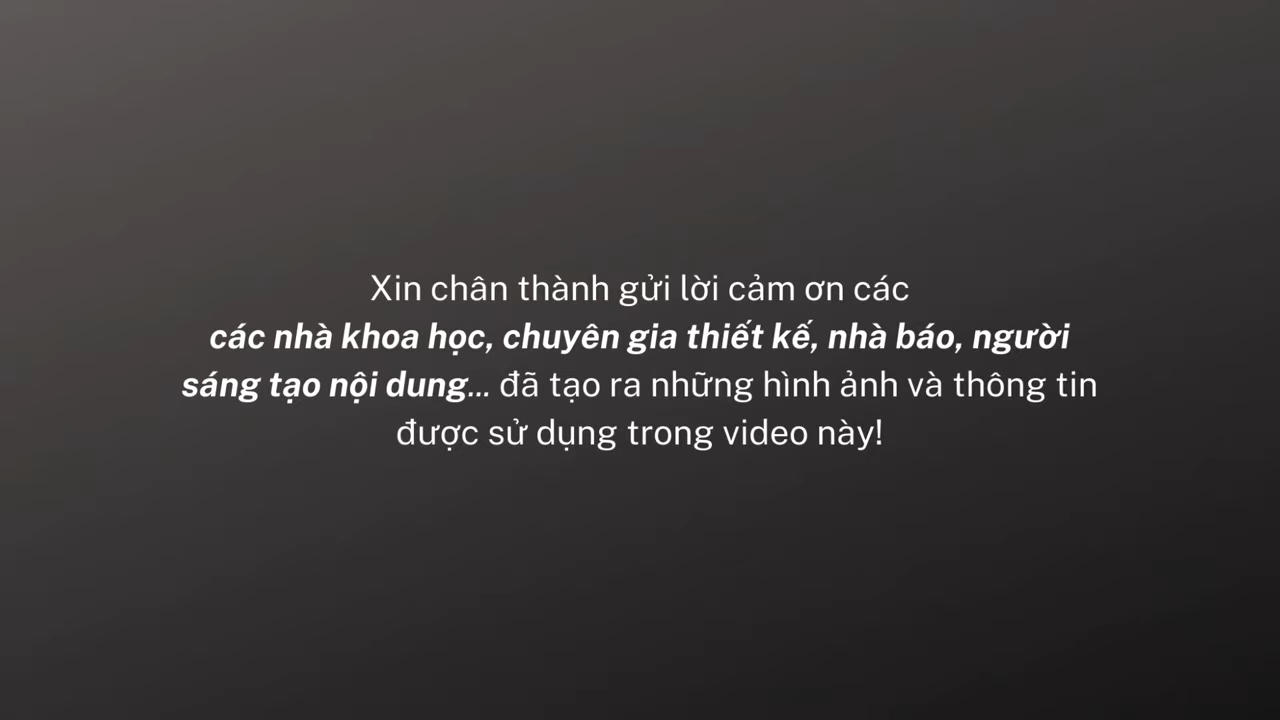 Xin chân thành gửi lời cảm ơn các
các nhà khoa học, chuyên gia thiết kế, nhà báo, người
sáng tạo nội dung... đã tạo ra những hình ảnh và thông tin
được sử dụng trong video này!